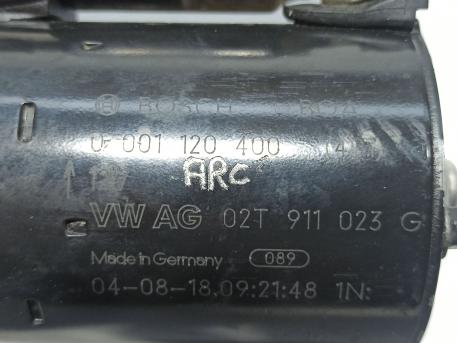 BOSCH
0 001 120 400
ARC
VW AG 02T 911 023 G
Made in Germany 089
04-08-18.09:21:48 1N: